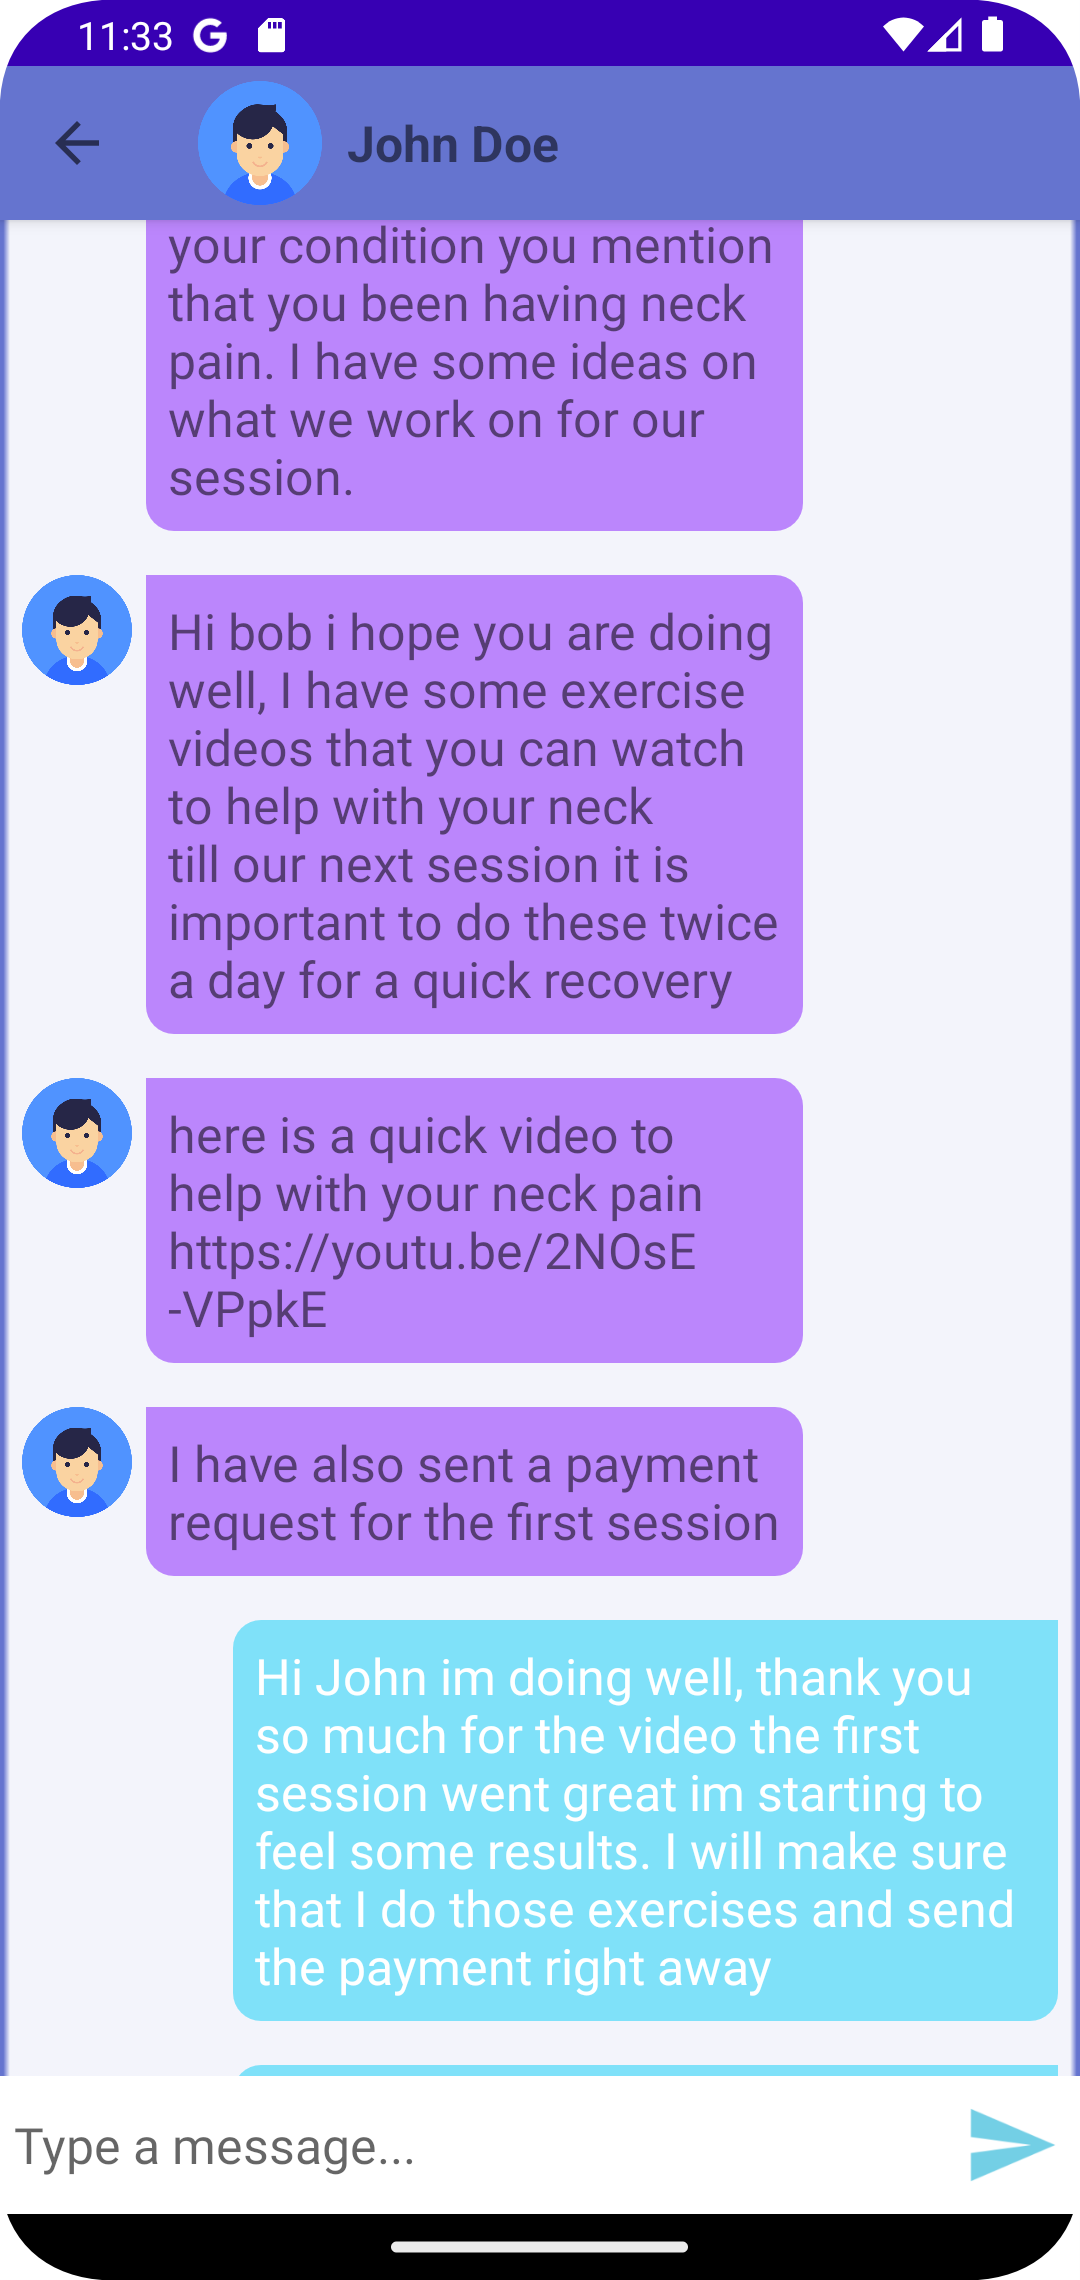 11:33
John Doe
your condition you mention
that you been having neck
pain. I have some ideas on
what we work on for our
session.
Hi bob i hope you are doing
well, I have some exercise
videos that you can watch
to help with your neck
till our next session it is
important to do these twice
a day for a quick recovery
here is a quick video to
help with your neck pain
https://youtu.be/2NOsE
-VPpkE
I have also sent a payment
request for the first session
Hi John im doing well, thank you
so much for the video the first
session went great im starting to
feel some results. I will make sure
that I do those exercises and send
the payment right away
Type a message...